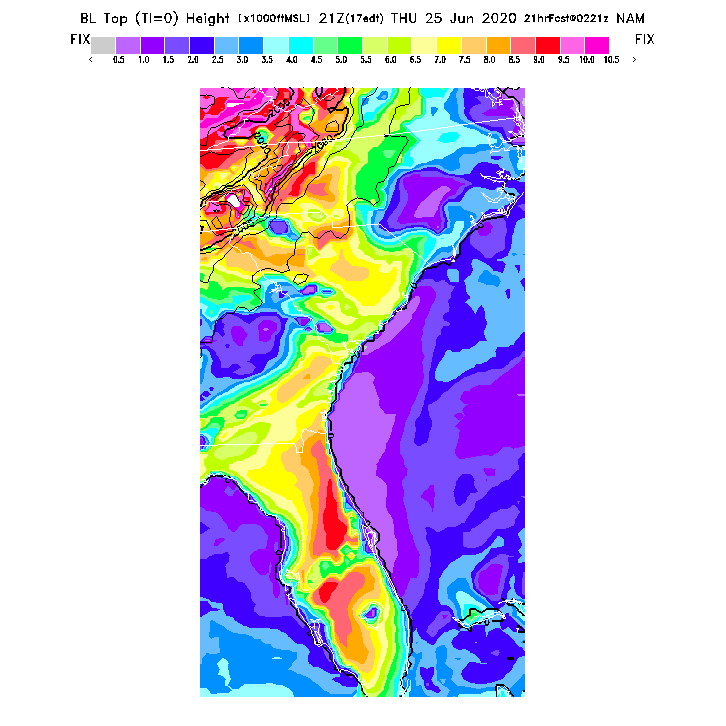 BL Top (TI=0) Height [x1000ftMSL] 21Z(17edt) THU 25 Jun 2020 21hrFcst@0221z NAM
FIX FIX
< 0.5 1.0 1.5 2.0 2.5 3.0 3.5 4.0 4.5 5.0 5.5 6.0 6.5 7.0 7.5 8.0 8.5 9.0 9.5 10.0 10.5 >
2000
2000
2000